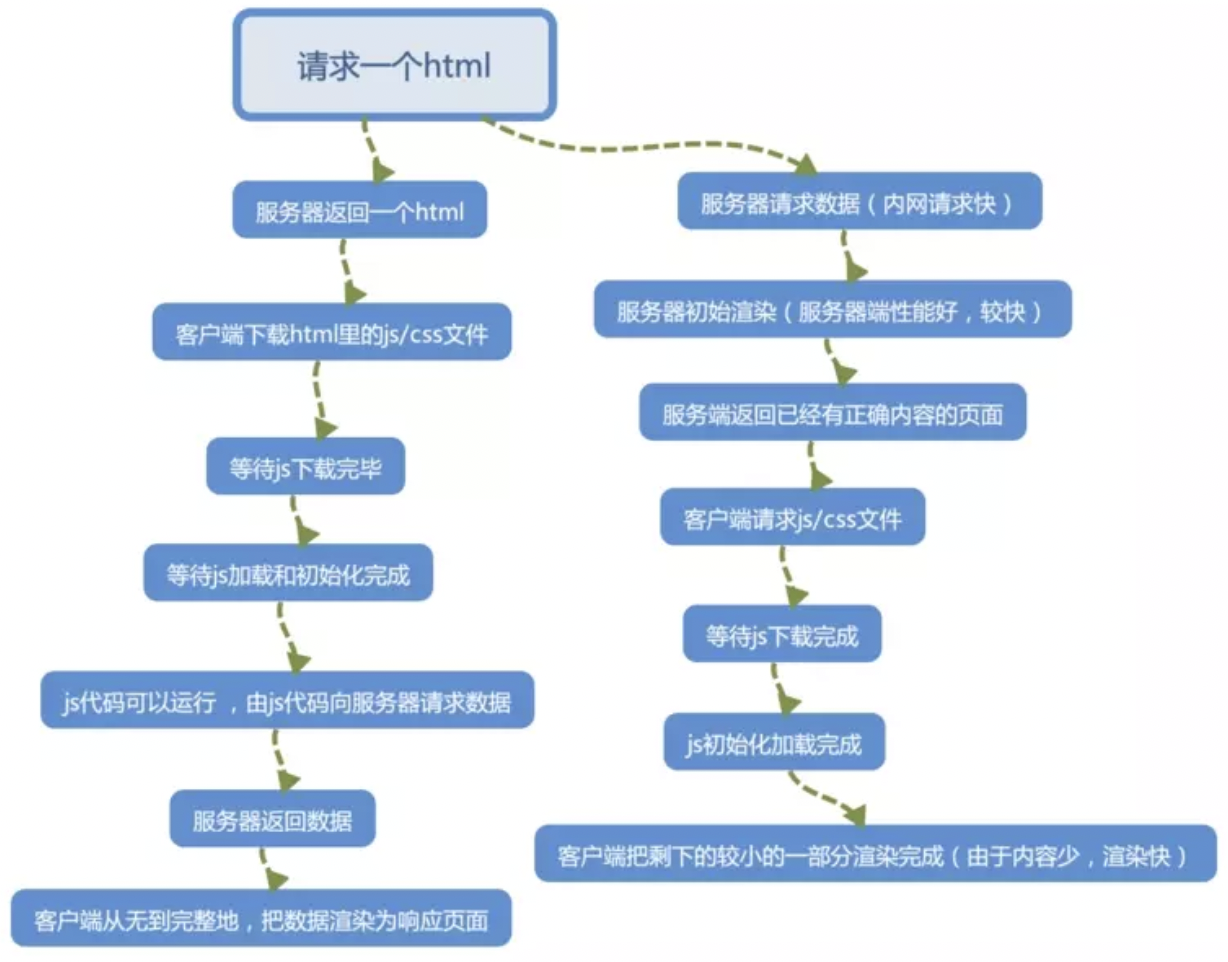 请求一个html
服务器返回一个html
客户端下载html里的js/css文件
等待js下载完毕
等待js加载和初始化完成
js代码可以运行 ，由js代码向服务器请求数据
服务器返回数据
客户端从无到完整地，把数据渲染为响应页面
服务器请求数据（内网请求快）
服务器初始渲染（服务器端性能好，较快）
服务端返回已经有正确内容的页面
客户端请求js/css文件
等待js下载完成
js初始化加载完成
客户端把剩下的较小的一部分渲染完成（由于内容少，渲染快）